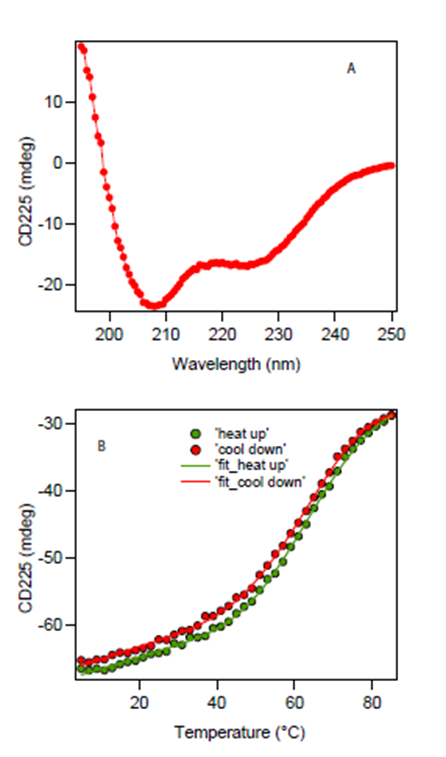 A
10
0
-10
-20
CD225 (mdeg)
200 210 220 230 240 250
Wavelength (nm)
B
'heat up'
'cool down'
'fit_heat up'
'fit_cool down'
-30
-40
-50
-60
CD225 (mdeg)
20 40 60 80
Temperature (°C)